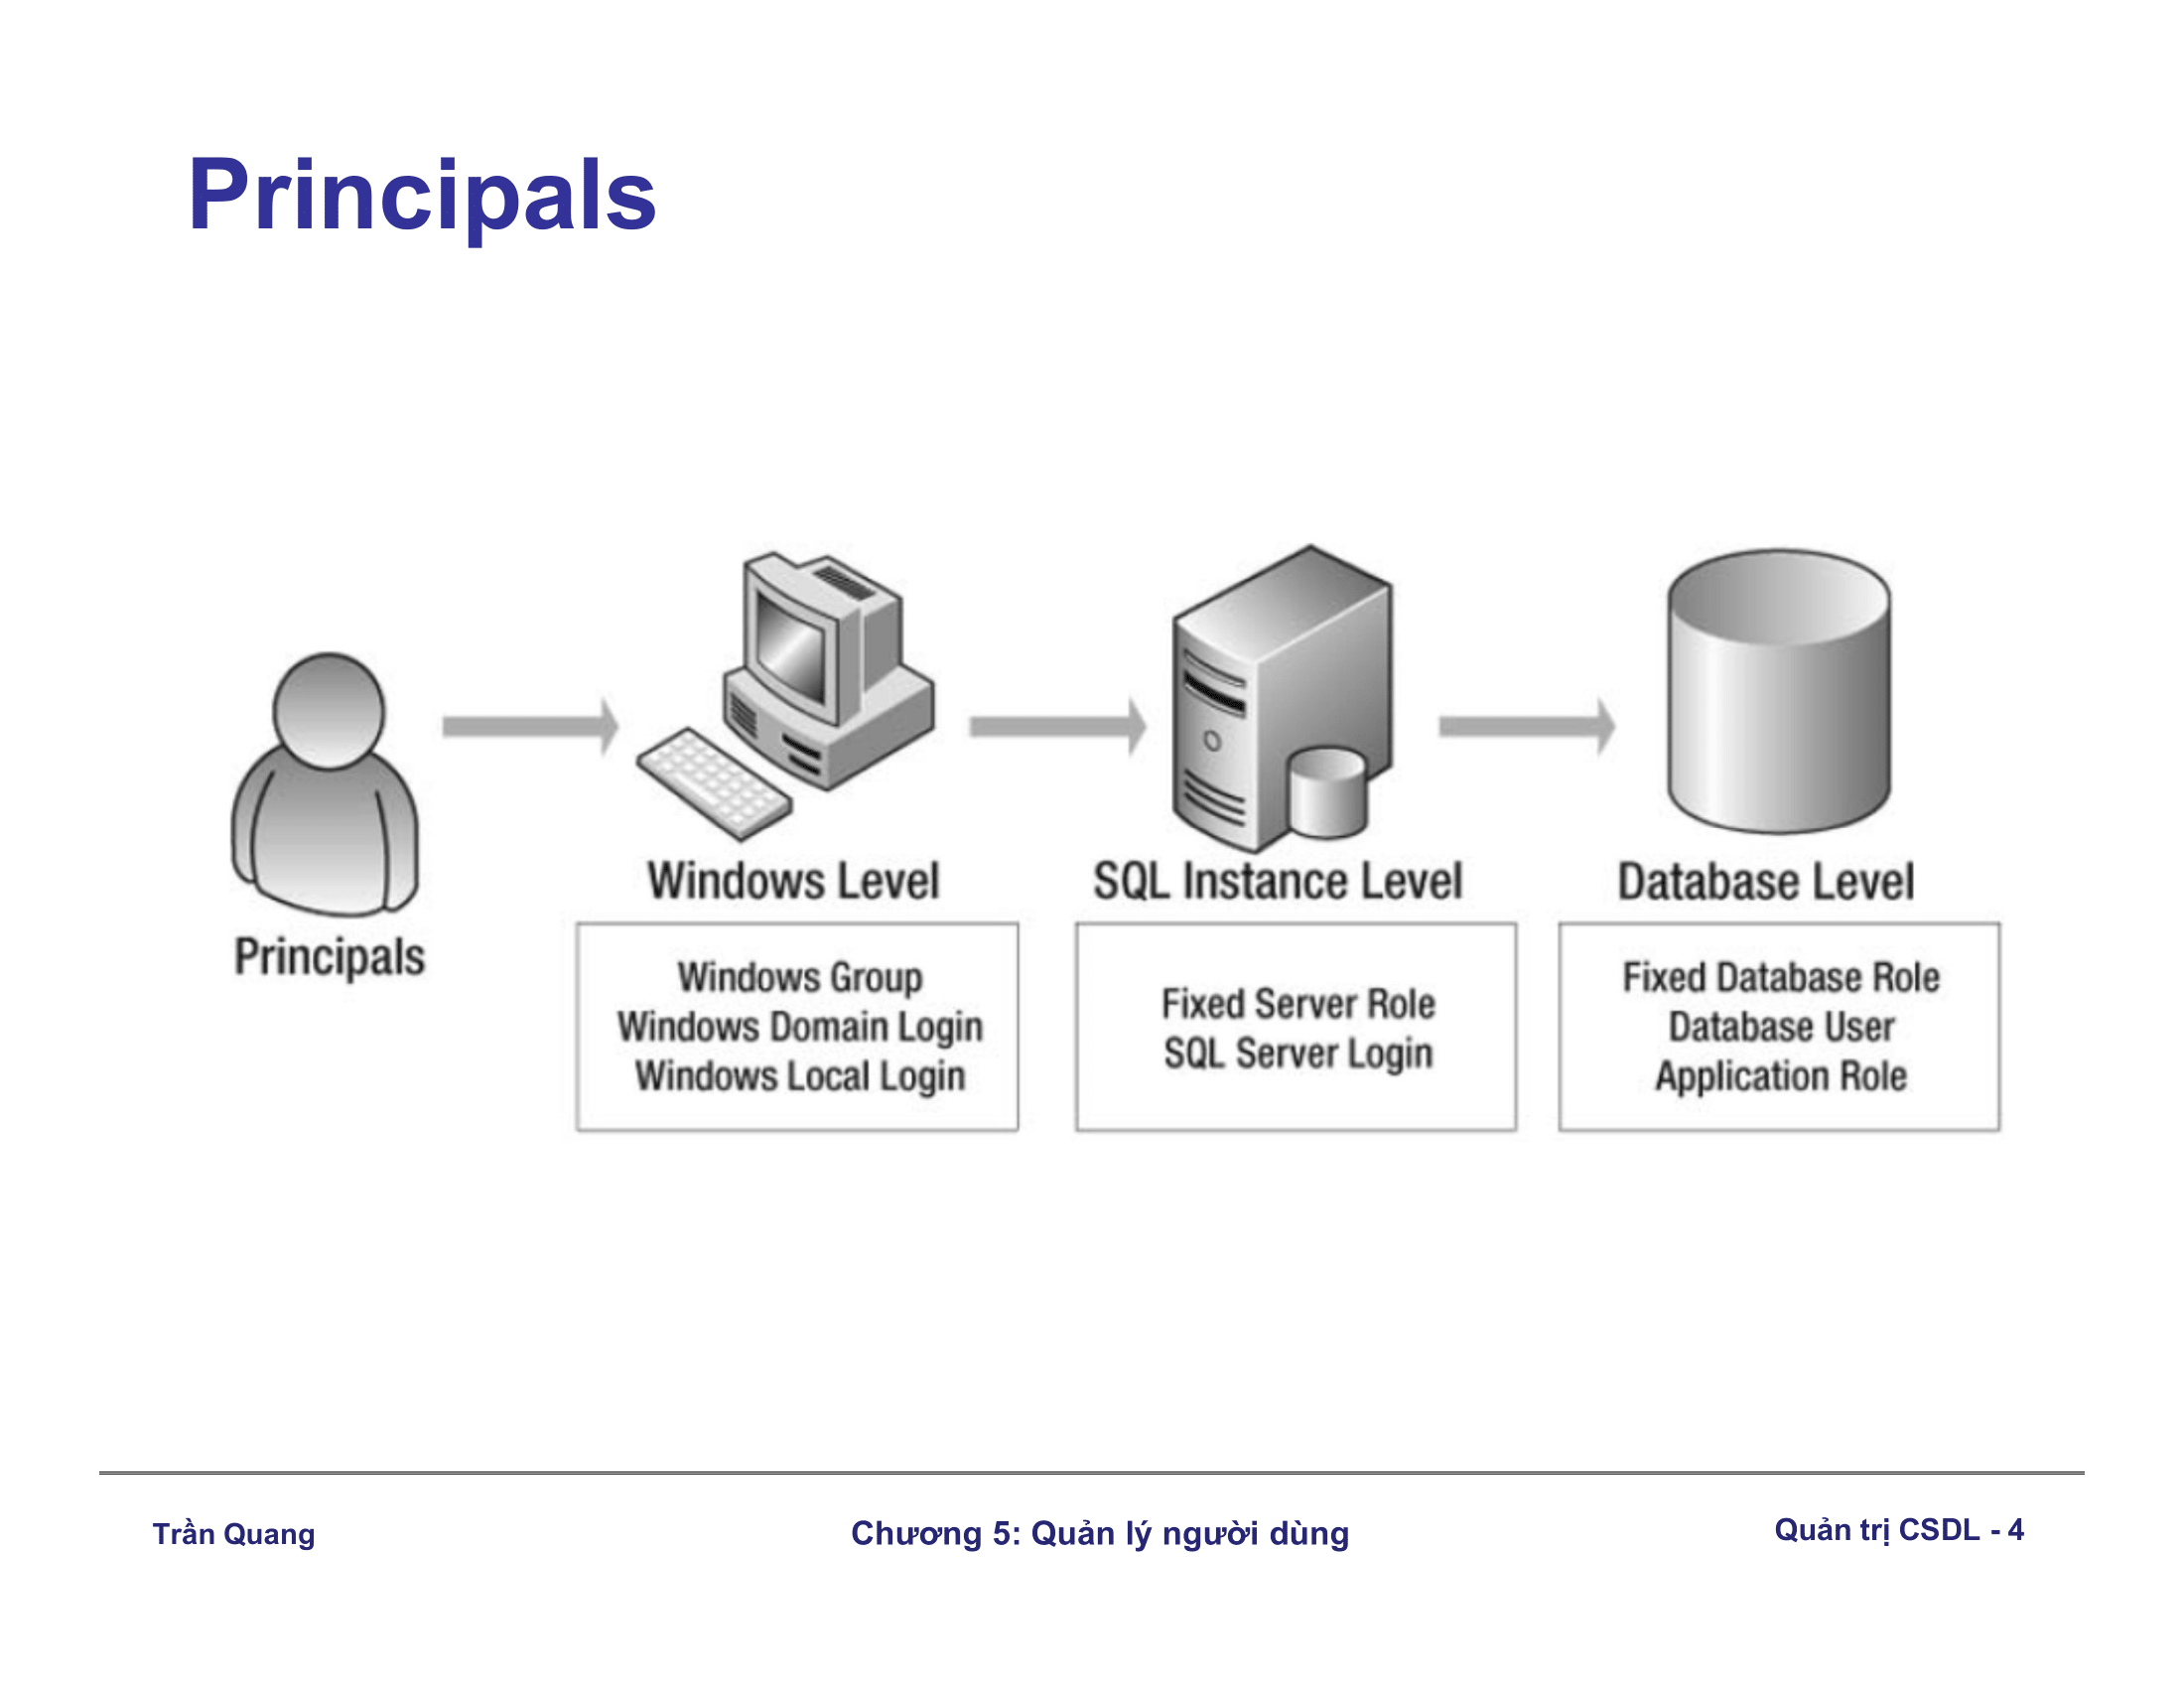 Principals
Principals
Windows Level
Windows Group
Windows Domain Login
Windows Local Login
SQL Instance Level
Fixed Server Role
SQL Server Login
Database Level
Fixed Database Role
Database User
Application Role
Trần Quang
Chương 5: Quản lý người dùng
Quản trị CSDL - 4